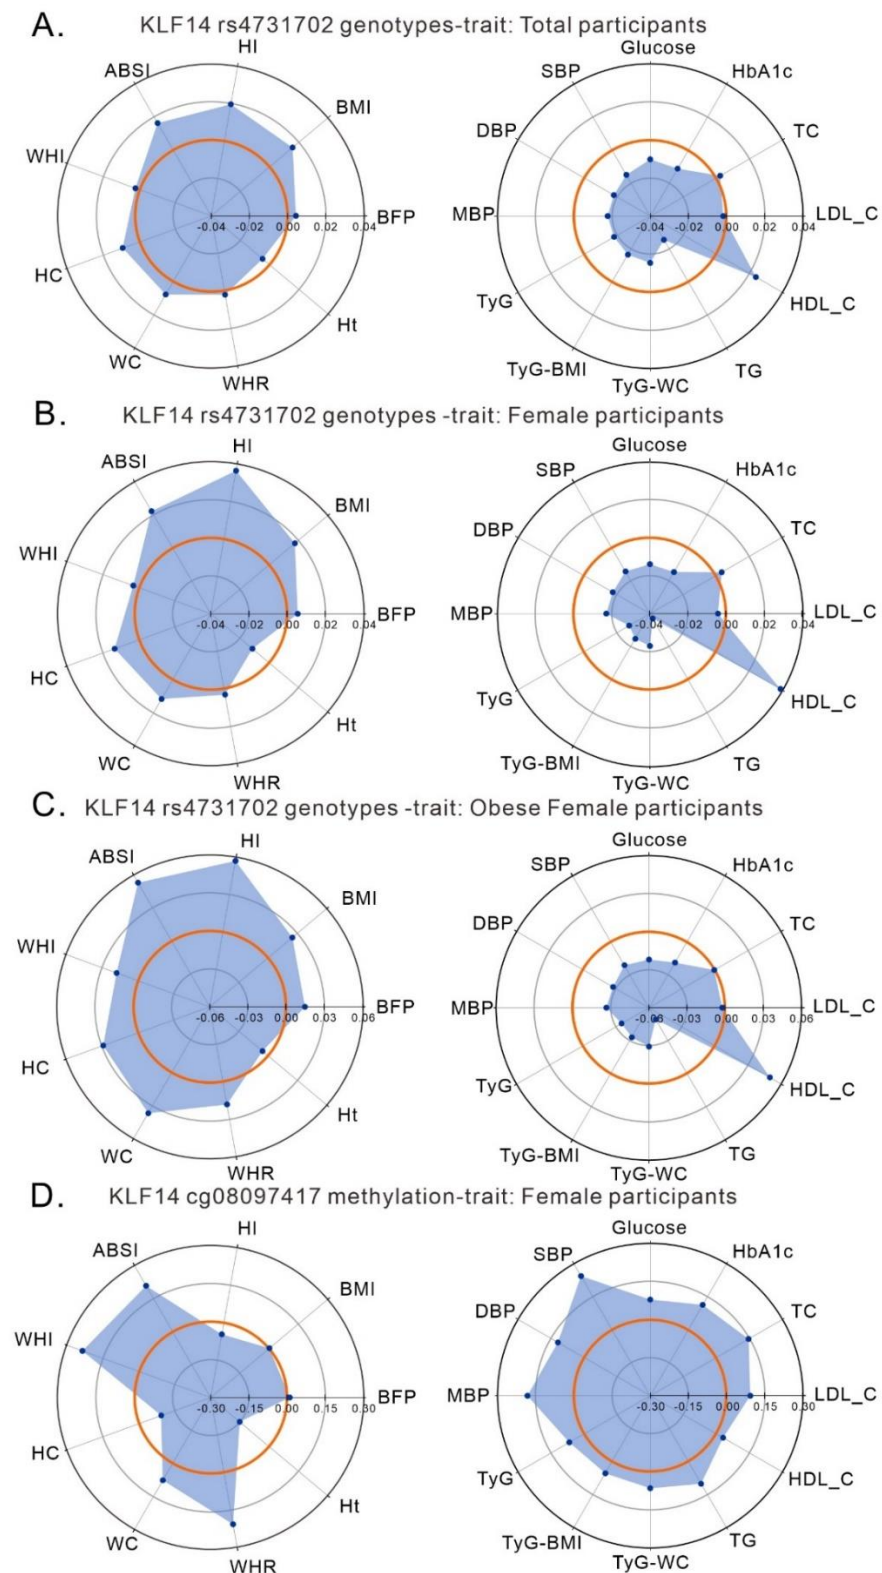 A. KLF14 rs4731702 genotypes-trait: Total participants
HI
ABSI
BMI
WHI
BFP
HC
Ht
WC
WHR
-0.04 -0.02 0.00 0.02 0.04
Glucose
SBP
HbA1c
DBP
TC
MBP
LDL_C
TyG
HDL_C
TyG-BMI
TG
TyG-WC
-0.04 -0.02 0.00 0.02 0.04
B. KLF14 rs4731702 genotypes -trait: Female participants
HI
ABSI
BMI
WHI
BFP
HC
Ht
WC
WHR
-0.04 -0.02 0.00 0.02 0.04
Glucose
SBP
HbA1c
DBP
TC
MBP
LDL_C
TyG
HDL_C
TyG-BMI
TG
TyG-WC
-0.04 -0.02 0.00 0.02 0.04
C. KLF14 rs4731702 genotypes -trait: Obese Female participants
HI
ABSI
BMI
WHI
BFP
HC
Ht
WC
WHR
-0.06 -0.03 0.00 0.03 0.06
Glucose
SBP
HbA1c
DBP
TC
MBP
LDL_C
TyG
HDL_C
TyG-BMI
TG
TyG-WC
-0.06 -0.03 0.00 0.03 0.06
D. KLF14 cg08097417 methylation-trait: Female participants
HI
ABSI
BMI
WHI
BFP
HC
Ht
WC
WHR
-0.30 -0.15 0.00 0.15 0.30
Glucose
SBP
HbA1c
DBP
TC
MBP
LDL_C
TyG
HDL_C
TyG-BMI
TG
TyG-WC
-0.30 -0.15 0.00 0.15 0.30